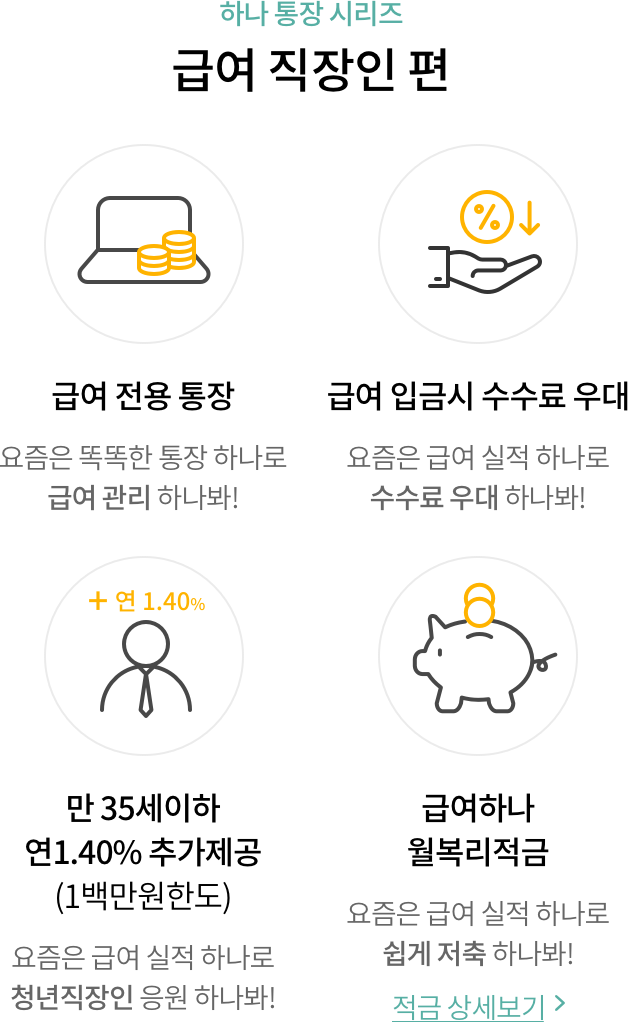 하나 통장 시리즈
급여 직장인 편
%
급여 전용 통장
요즘은 똑똑한 통장 하나로
급여 관리 하나봐!
급여 입금시 수수료 우대
요즘은 급여 실적 하나로
수수료 우대 하나봐!
+ 연 1.40%
만 35세이하
연1.40% 추가제공
(1백만원한도)
요즘은 급여 실적 하나로
청년직장인 응원 하나봐!
급여하나
월복리적금
요즘은 급여 실적 하나로
쉽게 저축 하나봐!
적금 상세보기 >